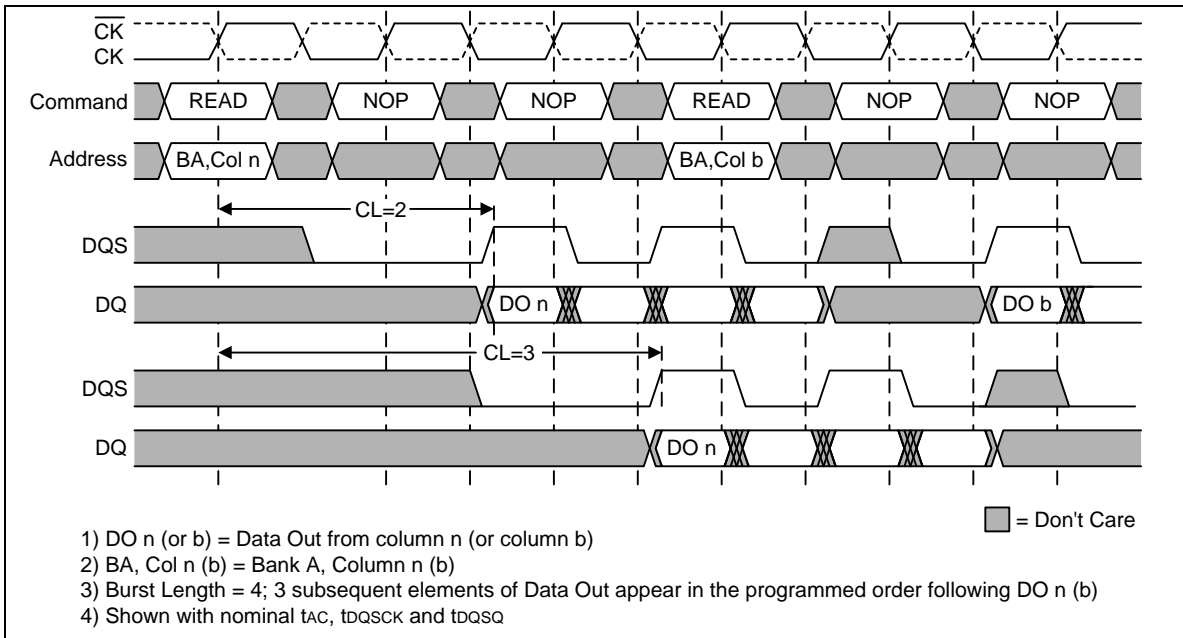 CK
CK
Command READ NOP NOP READ NOP NOP
Address BA,Col n BA,Col b
CL=2
DQS
DQ DO n DO b
CL=3
DQS
DQ DO n
= Don't Care
1) DO n (or b) = Data Out from column n (or column b)
2) BA, Col n (b) = Bank A, Column n (b)
3) Burst Length = 4; 3 subsequent elements of Data Out appear in the programmed order following DO n (b)
4) Shown with nominal tAC, tDQSCK and tDQSQ